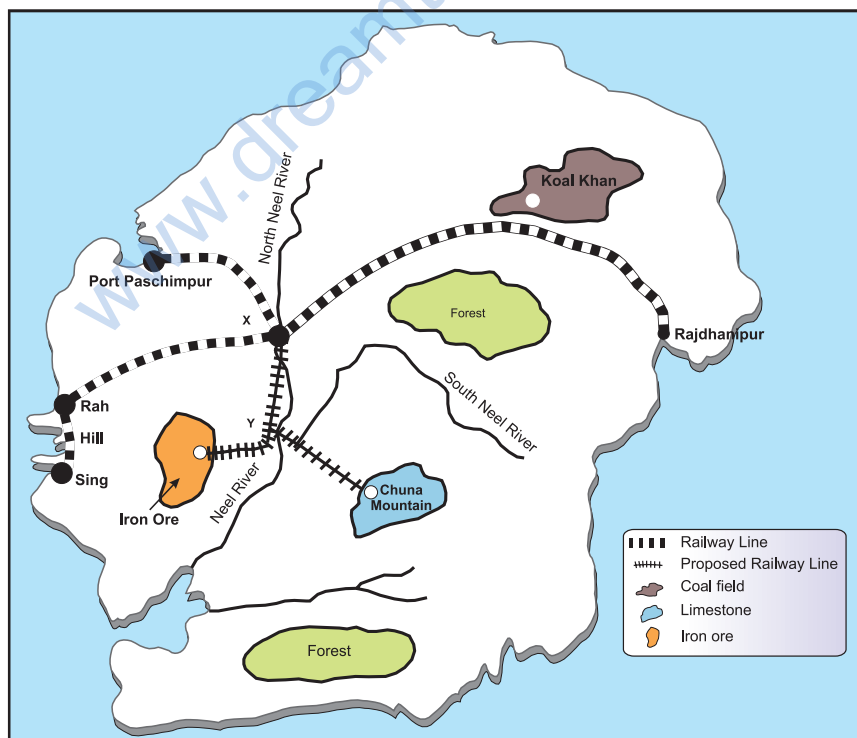 www.dreamt
Koal Khan
North Neel River
Port Paschimpur
X
Forest
Rajdhanipur
Rah
Hill
Sing
Y
South Neel River
Iron Ore
Neel River
Chuna
Mountain
Railway Line
Proposed Railway Line
Coal field
Limestone
Iron ore
Forest